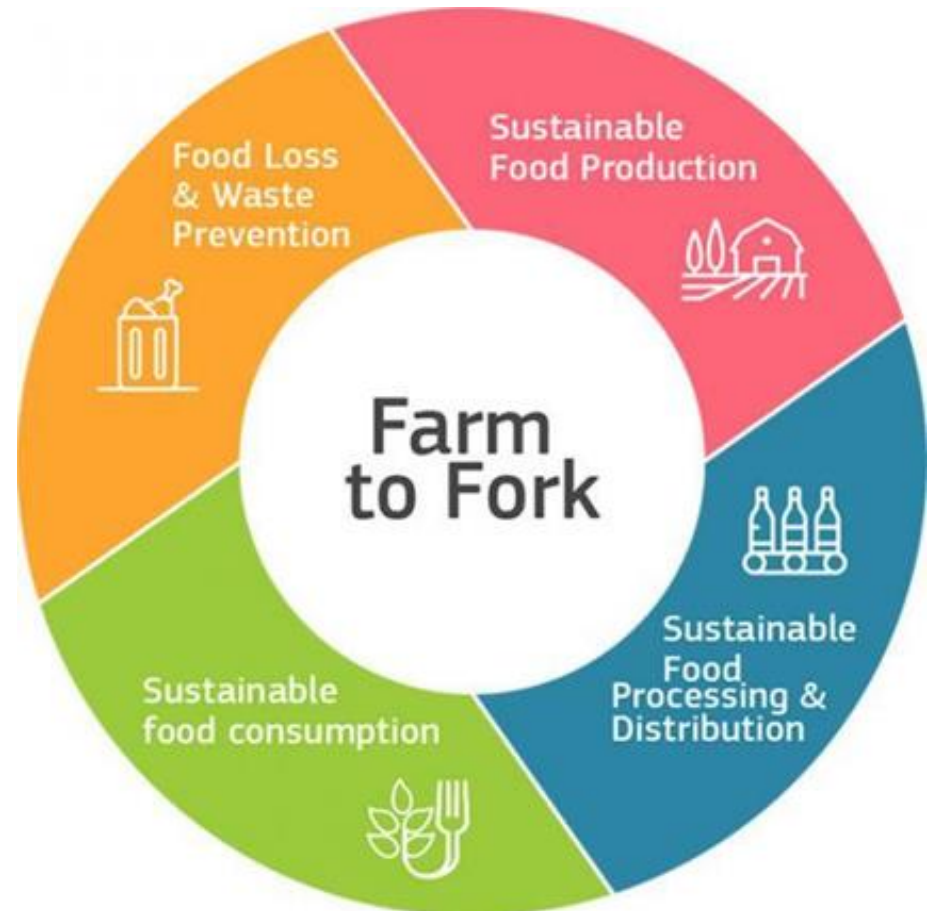 Food Loss
& Waste
Prevention
Sustainable
Food Production
Farm
to Fork
Sustainable
Food
Processing &
Distribution
Sustainable
food consumption